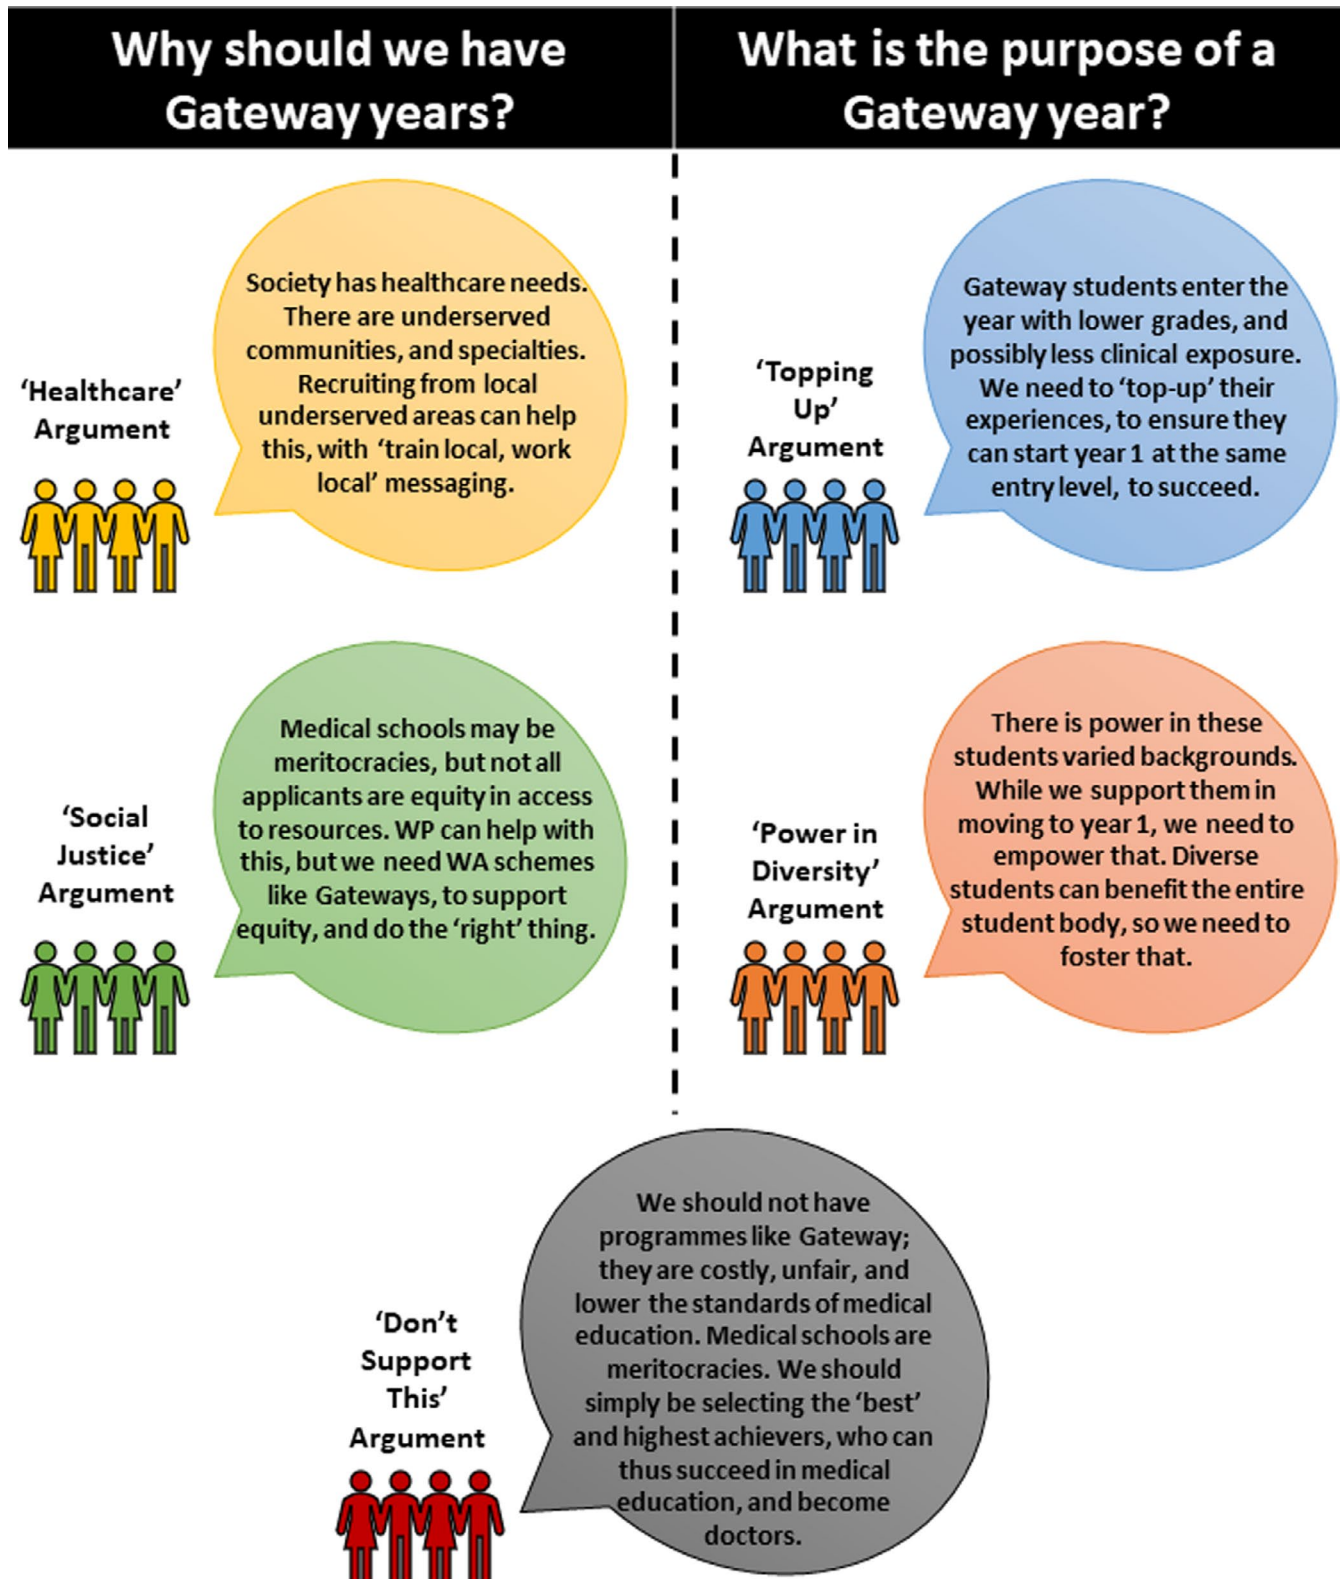 Why should we have
Gateway years?
What is the purpose of a
Gateway year?
‘Healthcare’
Argument
Society has healthcare needs.
There are underserved
communities, and specialties.
Recruiting from local
underserved areas can help
this, with ‘train local, work
local’ messaging.
‘Topping
Up’
Argument
Gateway students enter the
year with lower grades, and
possibly less clinical exposure.
We need to ‘top-up’ their
experiences, to ensure they
can start year 1 at the same
entry level, to succeed.
‘Social
Justice’
Argument
Medical schools may be
meritocracies, but not all
applicants are equity in access
to resources. WP can help with
this, but we need WA schemes
like Gateways, to support
equity, and do the ‘right’ thing.
‘Power in
Diversity’
Argument
There is power in these
students varied backgrounds.
While we support them in
moving to year 1, we need to
empower that. Diverse
students can benefit the entire
student body, so we need to
foster that.
‘Don’t
Support
This’
Argument
We should not have
programmes like Gateway;
they are costly, unfair, and
lower the standards of medical
education. Medical schools are
meritocracies. We should
simply be selecting the ‘best’
and highest achievers, who can
thus succeed in medical
education, and become
doctors.